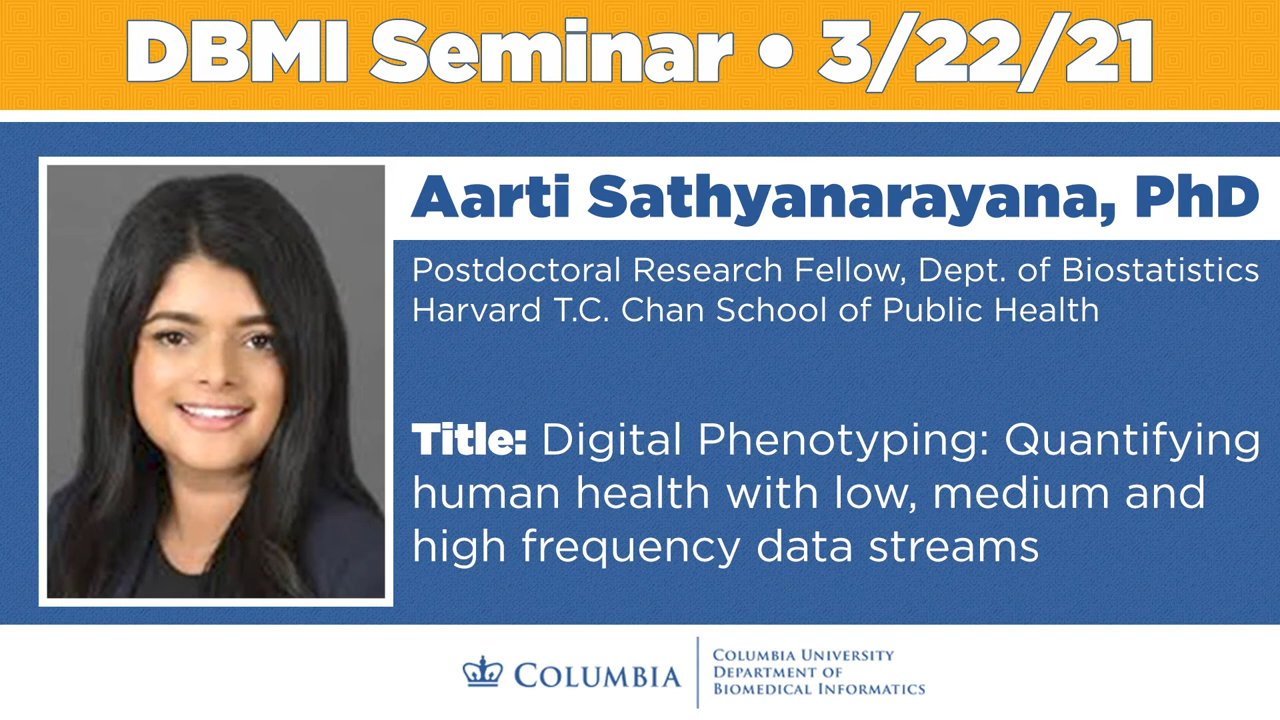 DBMI Seminar • 3/22/21
Aarti Sathyanarayana, PhD
Postdoctoral Research Fellow, Dept. of Biostatistics
Harvard T.C. Chan School of Public Health
Title: Digital Phenotyping: Quantifying
human health with low, medium and
high frequency data streams
COLUMBIA
COLUMBIA UNIVERSITY
DEPARTMENT OF
BIOMEDICAL INFORMATICS